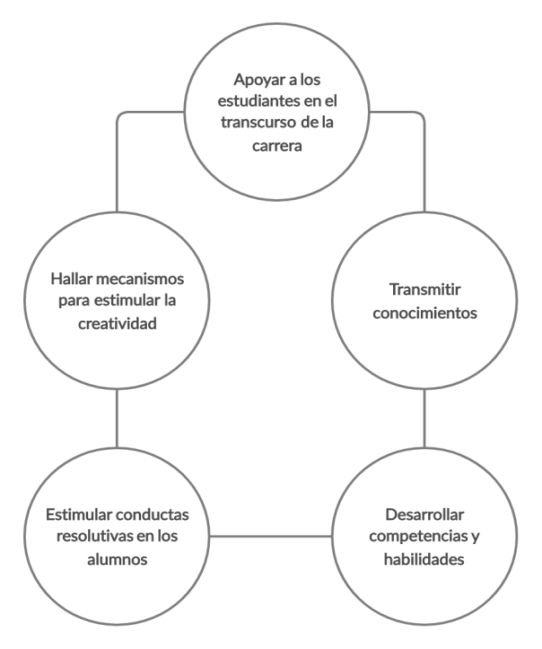 Apoyar a los
estudiantes en el
transcurso de la
carrera
Hallar mecanismos
para estimular la
creatividad
Transmitir
conocimientos
Estimular conductas
resolutivas en los
alumnos
Desarrollar
competencias y
habilidades